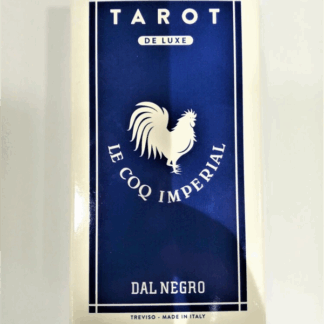 TAROT
DE LUXE
LE COQ IMPERIAL
DAL NEGRO
TREVISO - MADE IN ITALY